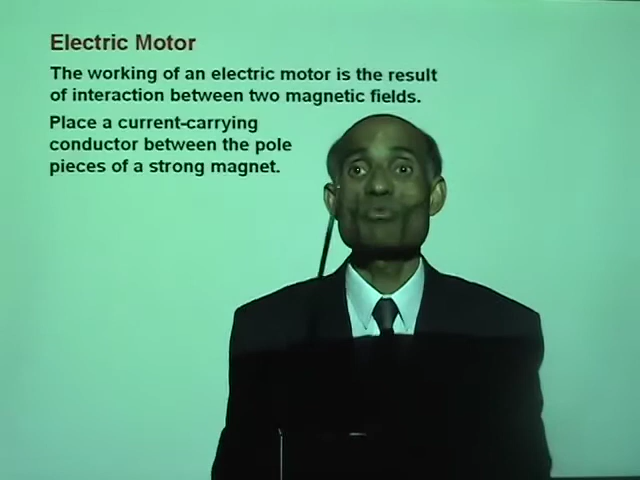 Electric Motor
The working of an electric motor is the result
of interaction between two magnetic fields.
Place a current-carrying
conductor between the pole
pieces of a strong magnet.